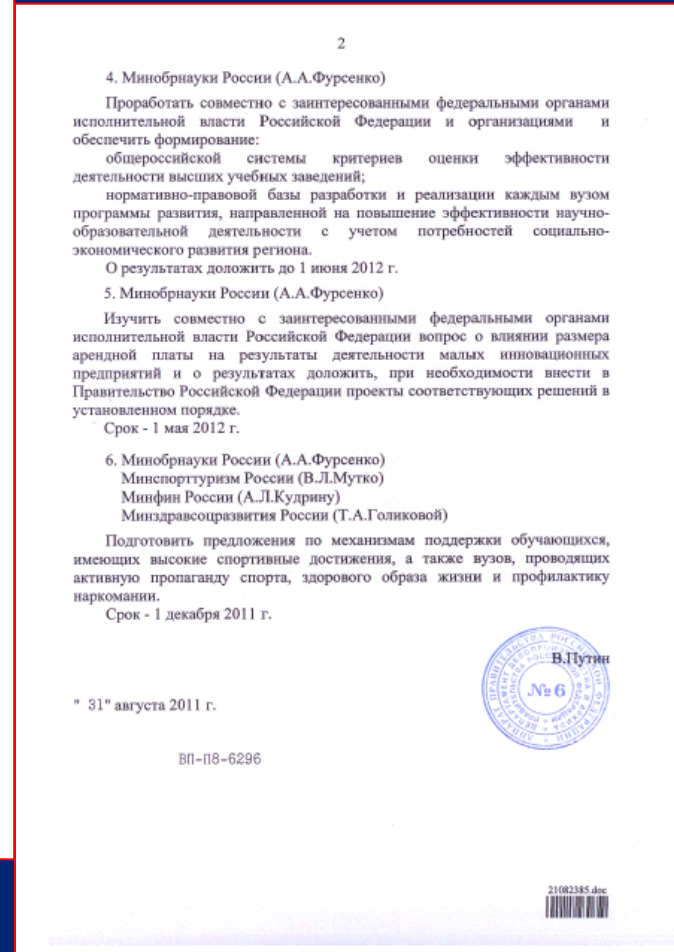 2
4. Минобрнауки России (А.А.Фурсенко)
Проработать совместно с заинтересованными федеральными органами
исполнительной власти Российской Федерации и организациями и
обеспечить формирование:
общероссийской системы критериев оценки эффективности
деятельности высших учебных заведений;
нормативно-правовой базы разработки и реализации каждым вузом
программы развития, направленной на повышение эффективности научно-
образовательной деятельности с учетом потребностей социально-
экономического развития региона.
О результатах доложить до 1 июня 2012 г.
5. Минобрнауки России (А.А.Фурсенко)
Изучить совместно с заинтересованными федеральными органами
исполнительной власти Российской Федерации вопрос о влиянии размера
арендной платы на результаты деятельности малых инновационных
предприятий и о результатах доложить, при необходимости внести в
Правительство Российской Федерации проекты соответствующих решений в
установленном порядке.
Срок - 1 мая 2012 г.
6. Минобрнауки России (А.А.Фурсенко)
Минспорттуризм России (В.Л.Мутко)
Минфин России (А.Л.Кудрину)
Минздравсоцразвития России (Т.А.Голиковой)
Подготовить предложения по механизмам поддержки обучающихся,
имеющих высокие спортивные достижения, а также вузов, проводящих
активную пропаганду спорта, здорового образа жизни и профилактику
наркомании.
Срок - 1 декабря 2011 г.
В.Путин
№ 6
" 31" августа 2011 г.
ВП-П8-6296
21082385.doc